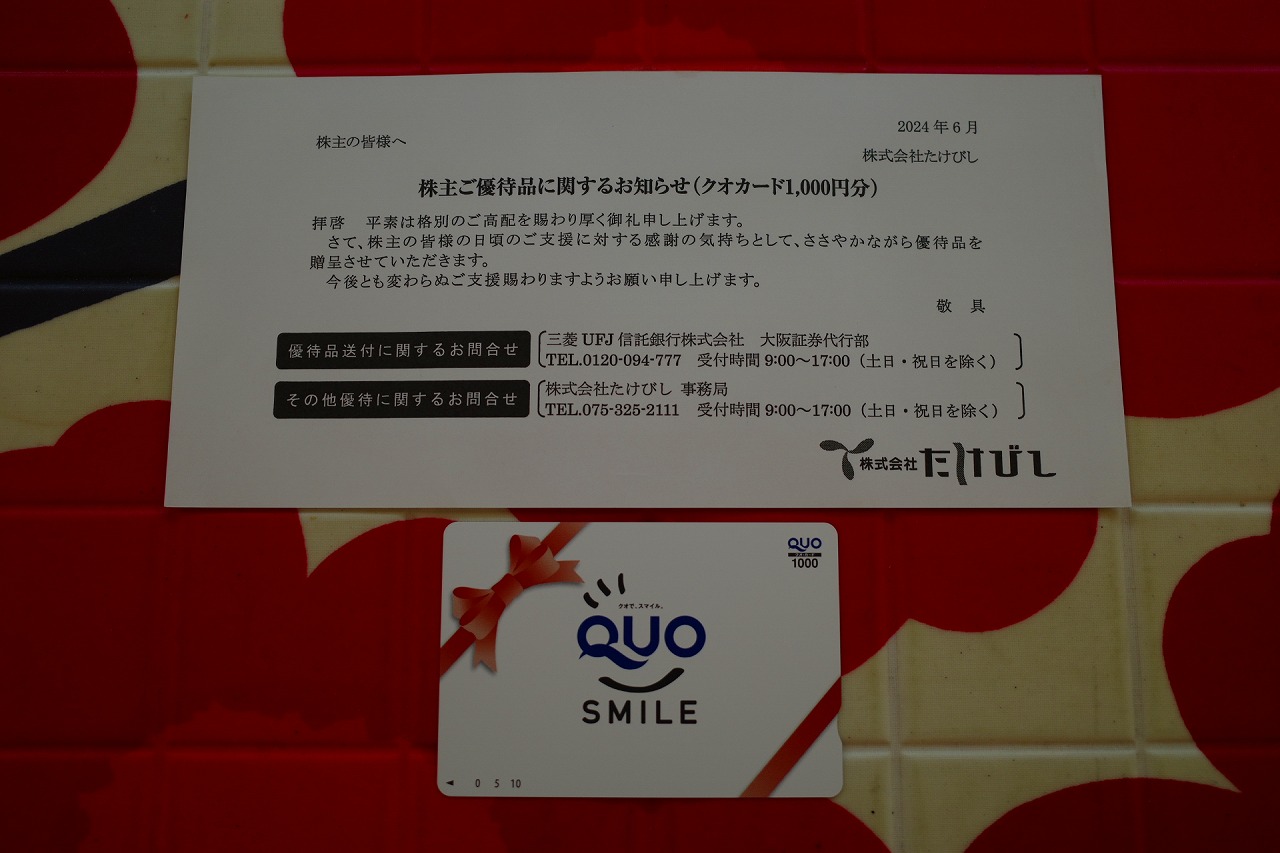 株主の皆様へ
2024年6月
株式会社たけびし
株主ご優待品に関するお知らせ（クオカード1,000円分）
拝啓　平素は格別のご高配を賜わり厚く御礼申し上げます。
さて、株主の皆様の日頃のご支援に対する感謝の気持ちとして、ささやかながら優待品を
贈呈させていただきます。
今後とも変わらぬご支援賜わりますようお願い申し上げます。
敬　具
優待品送付に関するお問合せ
三菱UFJ信託銀行株式会社　大阪証券代行部
TEL.0120-094-777　受付時間9:00～17:00（土日・祝日を除く）
その他優待に関するお問合せ
株式会社たけびし 事務局
TEL.075-325-2111　受付時間9:00～17:00（土日・祝日を除く）
株式会社たけびし
QUO
クオカード
1000
クオで、スマイル。
QUO
SMILE
◀ 0 5 10